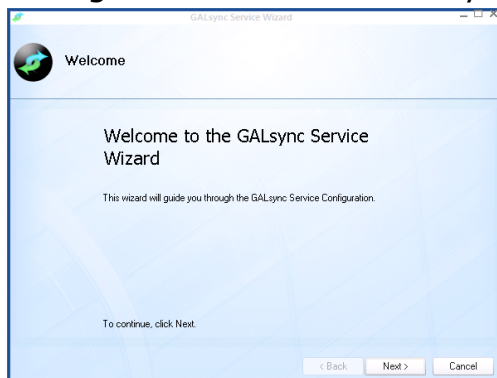 GALsync Service Wizard
Welcome
Welcome to the GALsync Service
Wizard
This wizard will guide you through the GALsync Service Configuration.
To continue, click Next.
< Back Next > Cancel